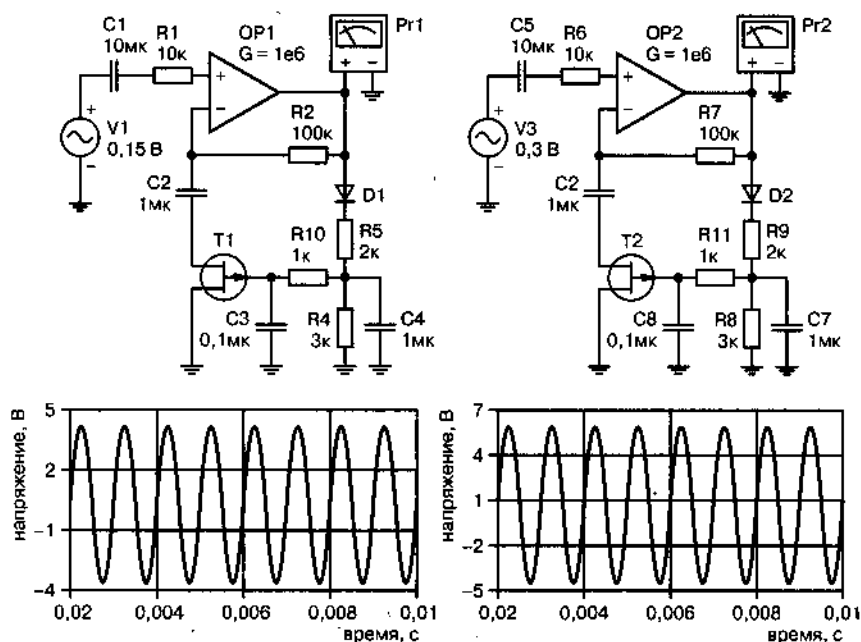 C1
10мк
R1
10к
OP1
G = 1e6
Pr1
V1
0,15 В
R2
100к
C2
1мк
D1
T1
R10
1к
R5
2к
C3
0,1мк
R4
3к
C4
1мк
C5
10мк
R6
10к
OP2
G = 1e6
Pr2
V3
0,3 В
R7
100к
C2
1мк
D2
T2
R11
1к
R9
2к
C8
0,1мк
R8
3к
C7
1мк
напряжение, В
5
2
−1
−4
0,02 0,004 0,006 0,008 0,01
время, с
напряжение, В
7
4
1
−2
−5
0,02 0,004 0,006 0,008 0,01
время, с